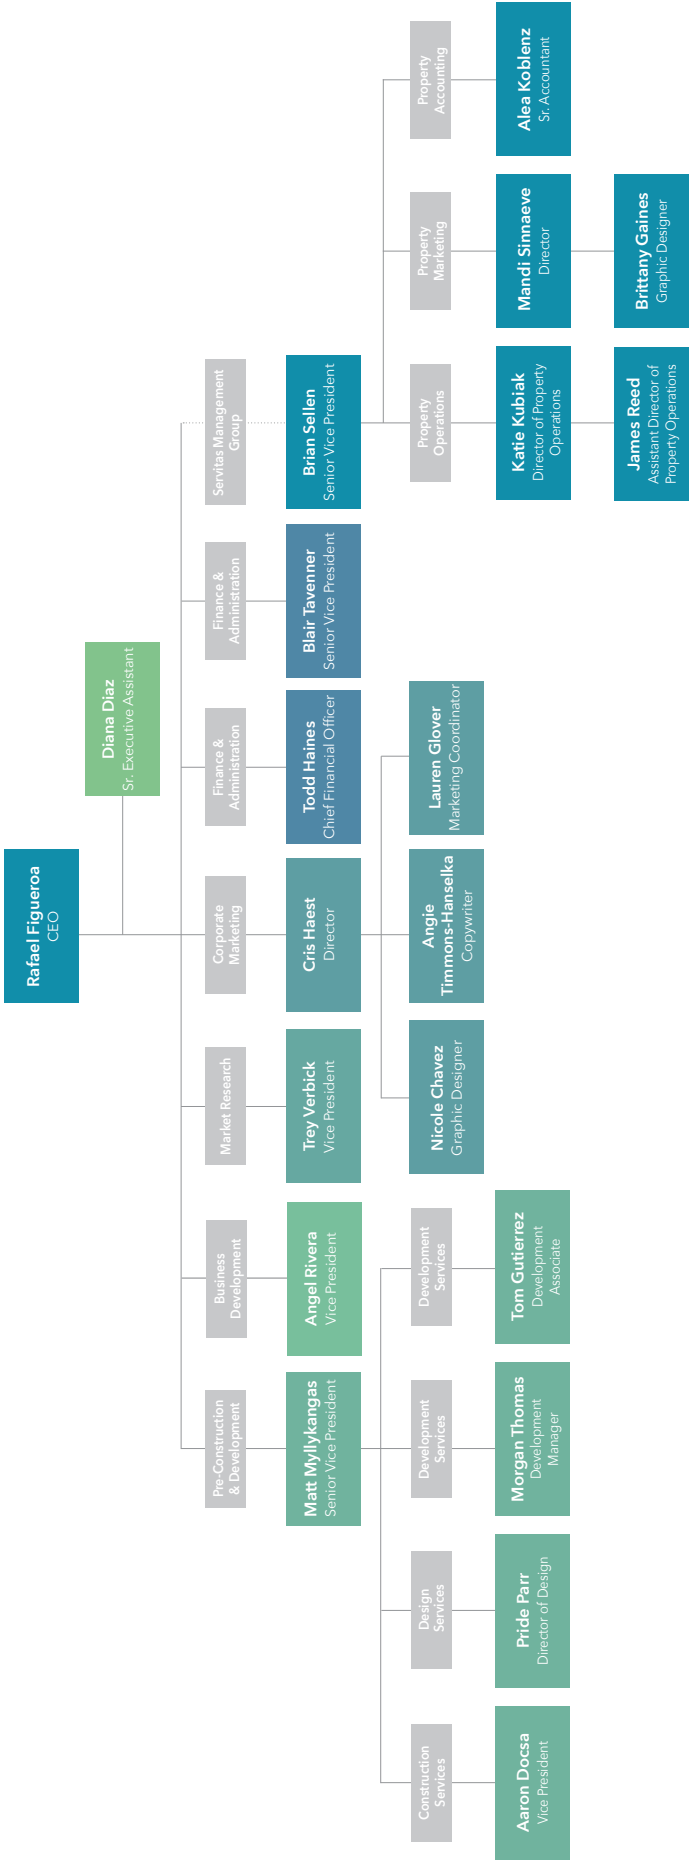 Rafael Figueroa
CEO
Diana Diaz
Sr. Executive Assistant
Pre-Construction
& Development
Matt Myllykangas
Senior Vice President
Business
Development
Angel Rivera
Vice President
Market Research
Trey Verbick
Vice President
Corporate
Marketing
Cris Haest
Director
Finance &
Administration
Todd Haines
Chief Financial Officer
Finance &
Administration
Blair Tavenner
Senior Vice President
Servitas Management
Group
Brian Sellen
Senior Vice President
Construction
Services
Aaron Docsa
Vice President
Design
Services
Pride Parr
Director of Design
Development
Services
Morgan Thomas
Development
Manager
Development
Services
Tom Gutierrez
Development
Associate
Nicole Chavez
Graphic Designer
Angie
Timmons-Hanselka
Copywriter
Lauren Glover
Marketing Coordinator
Property
Operations
Katie Kubiak
Director of Property
Operations
James Reed
Assistant Director of
Property Operations
Property
Marketing
Mandi Sinnaeve
Director
Brittany Gaines
Graphic Designer
Property
Accounting
Alea Koblenz
Sr. Accountant